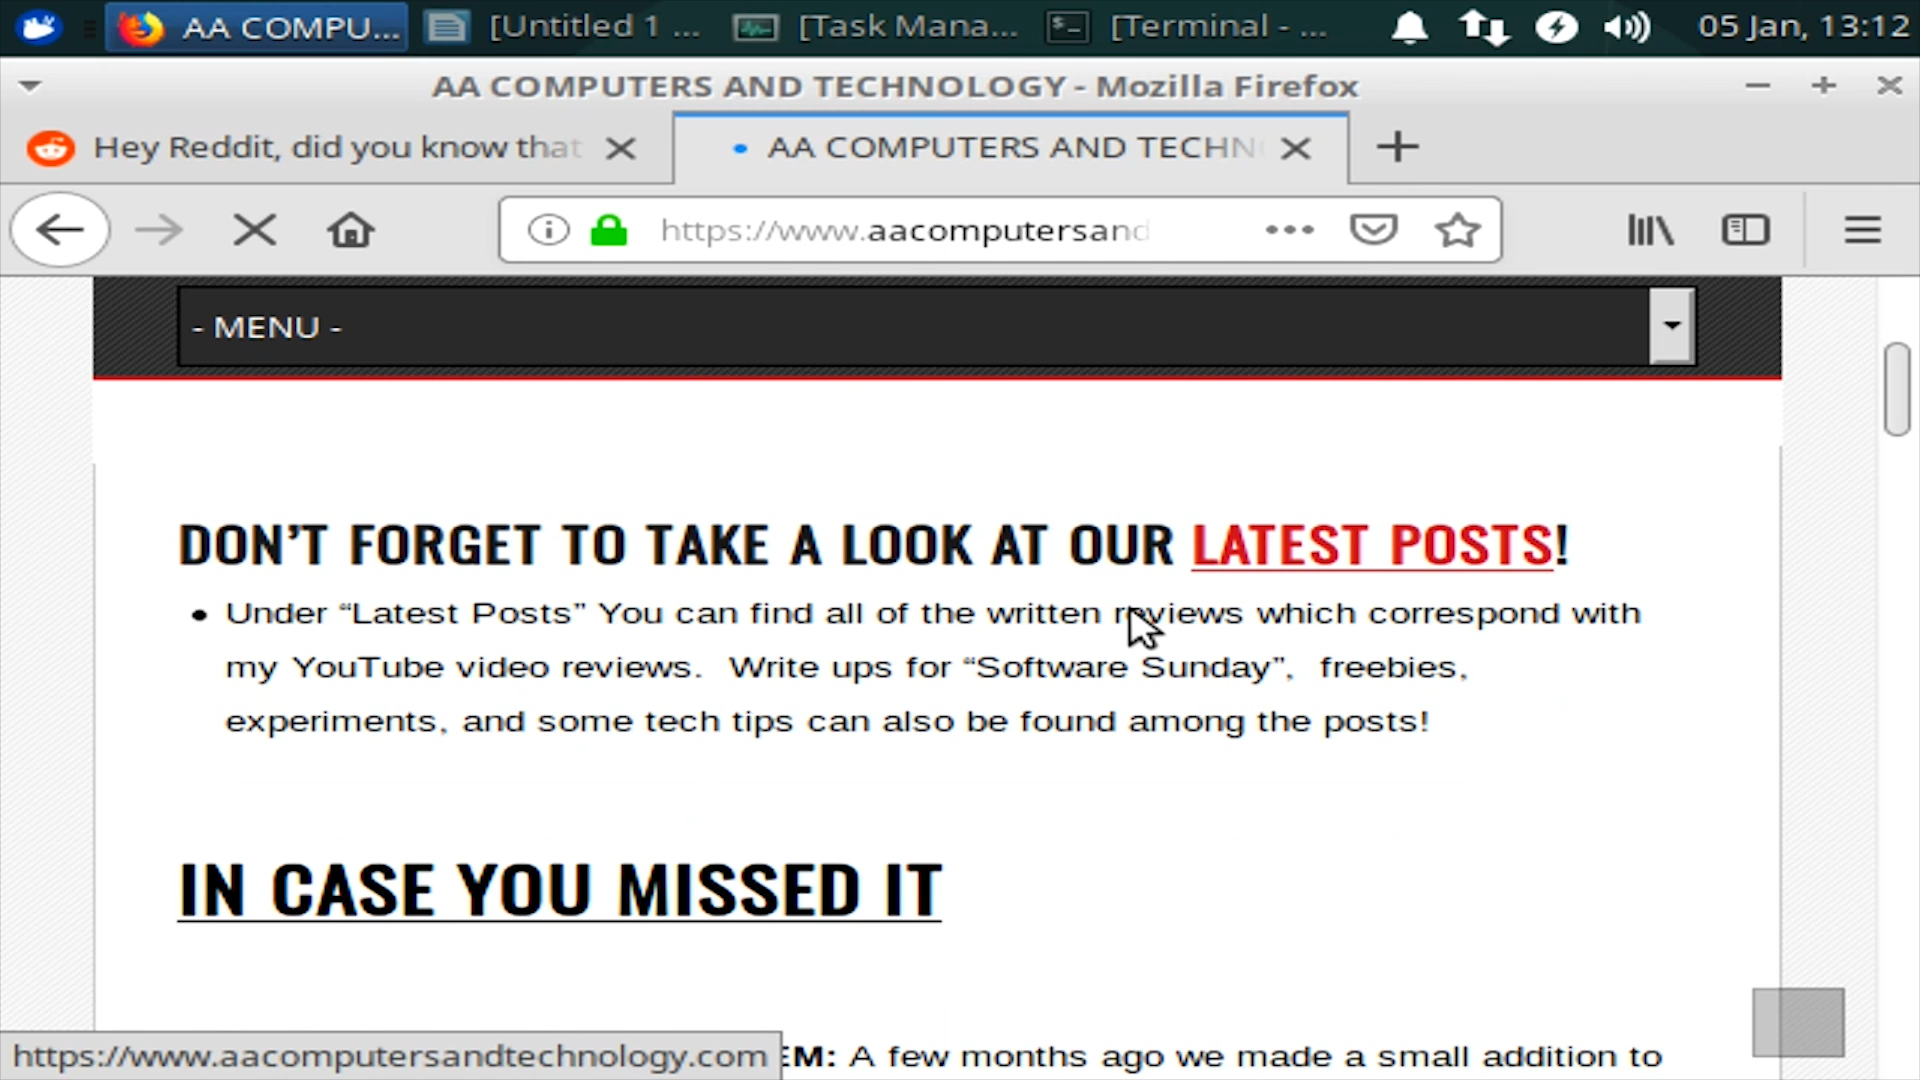 AA COMPU... [Untitled 1 ... [Task Mana... [Terminal - ... 05 Jan, 13:12
AA COMPUTERS AND TECHNOLOGY - Mozilla Firefox
Hey Reddit, did you know that AA COMPUTERS AND TECHN
https://www.aacomputersand
- MENU -
DON’T FORGET TO TAKE A LOOK AT OUR LATEST POSTS!
• Under “Latest Posts” You can find all of the written reviews which correspond with
my YouTube video reviews. Write ups for “Software Sunday”, freebies,
experiments, and some tech tips can also be found among the posts!
IN CASE YOU MISSED IT
https://www.aacomputersandtechnology.com EM: A few months ago we made a small addition to